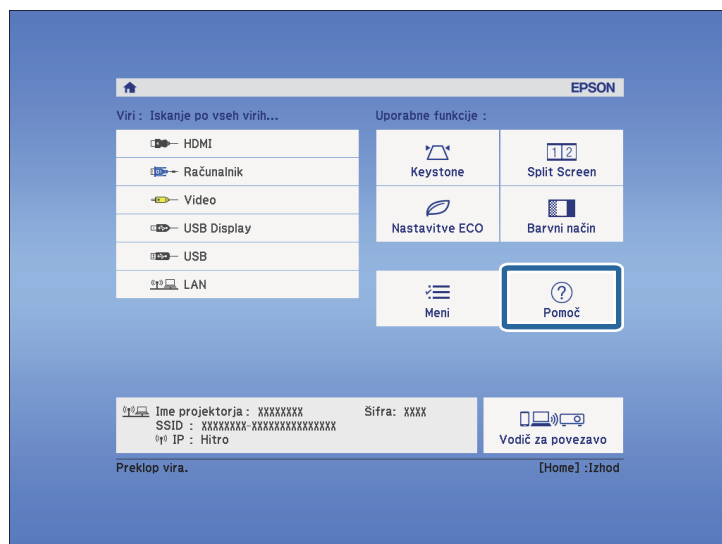 EPSON
Viri : Iskanje po vseh virih...
Uporabne funkcije :
HDMI
Računalnik
Video
USB Display
USB
LAN
Keystone
1 2
Split Screen
Nastavitve ECO
Barvni način
Meni
?
Pomoč
Ime projektorja : XXXXXXXX
Šifra: XXXX
SSID : XXXXXXXX-XXXXXXXXXXXXXXX
IP : Hitro
Vodič za povezavo
Preklop vira.
[Home] :Izhod